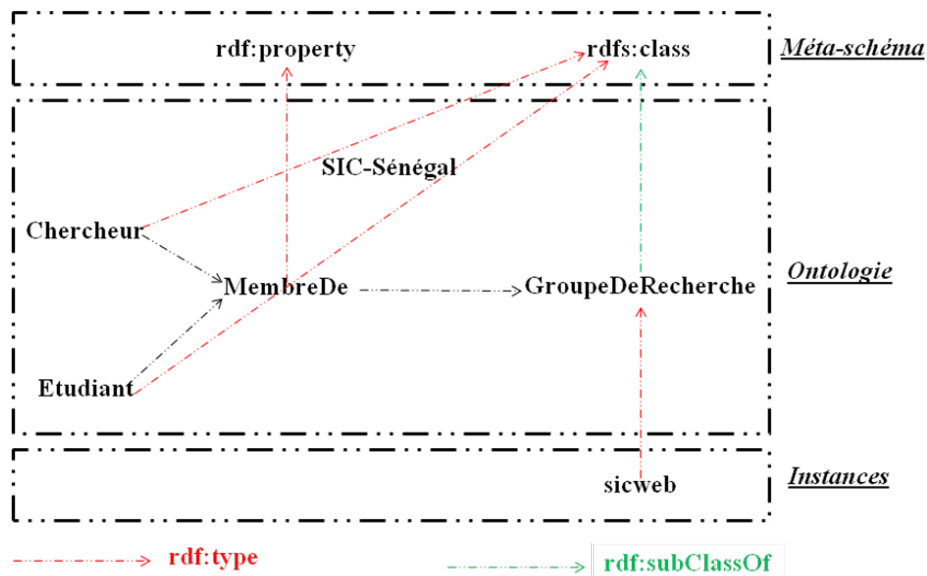 rdf:property
rdfs:class
Méta-schéma
SIC-Sénégal
Chercheur
MembreDe
GroupeDeRecherche
Ontologie
Etudiant
sicweb
Instances
rdf:type
rdf:subClassOf